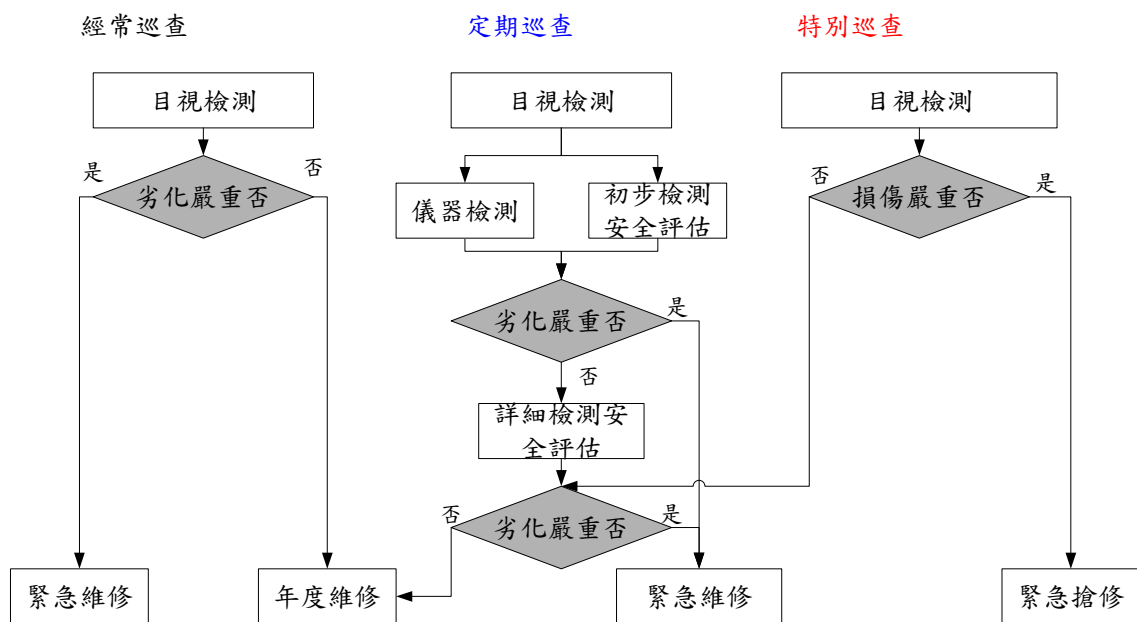 經常巡查
定期巡查
特別巡查
目視檢測
目視檢測
目視檢測
是
劣化嚴重否
否
儀器檢測
初步檢測
安全評估
否
損傷嚴重否
是
劣化嚴重否
是
否
詳細檢測安
全評估
否
劣化嚴重否
是
緊急維修
年度維修
緊急維修
緊急搶修